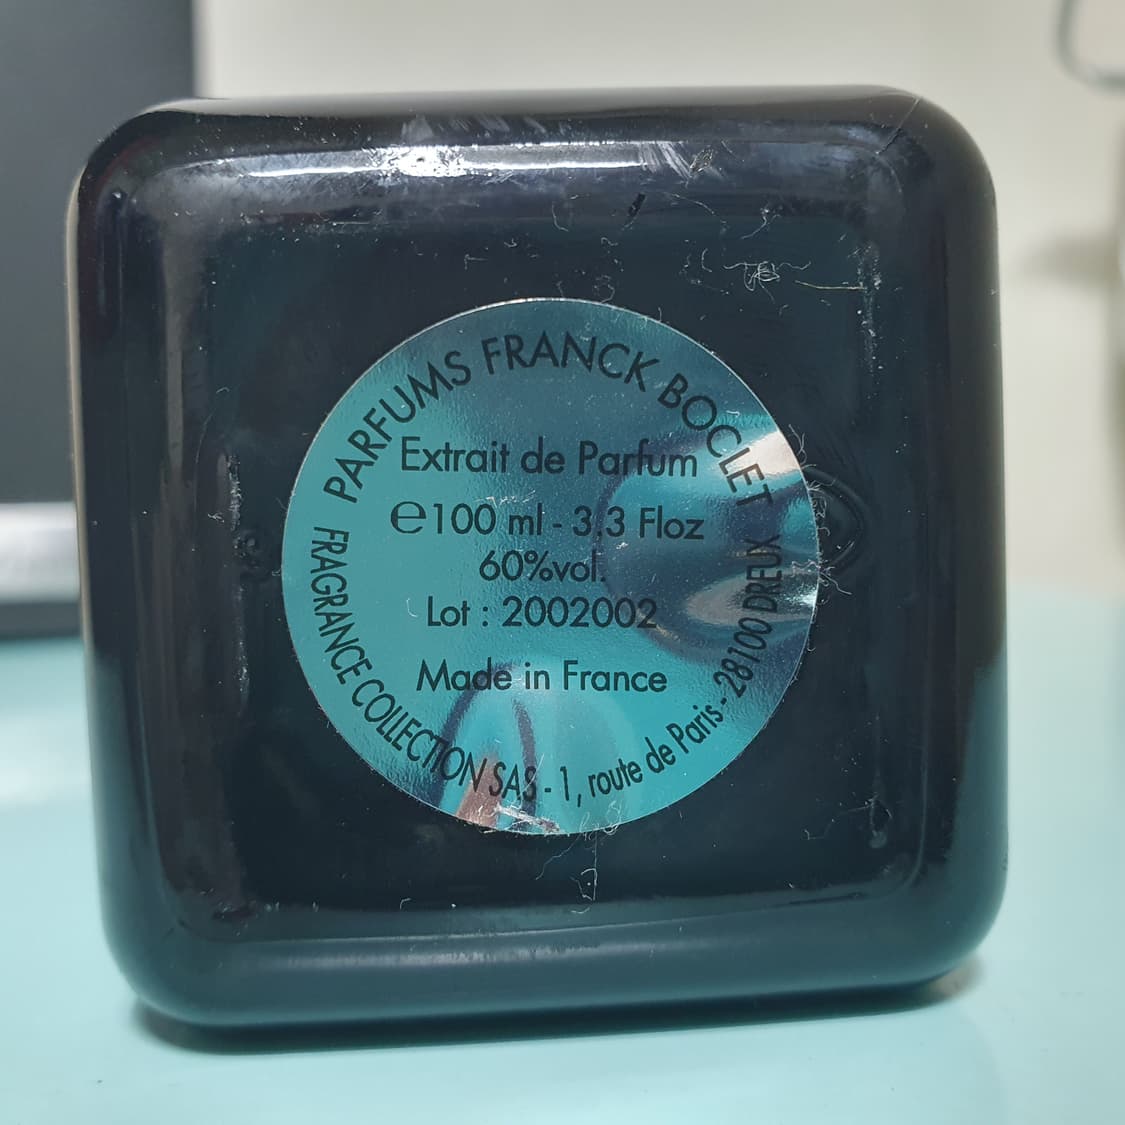 PARFUMS FRANCK BOCLET
Extrait de Parfum
℮100 ml - 3.3 Floz
60%vol.
Lot : 2002002
Made in France
FRAGRANCE COLLECTION SAS - 1, route de Paris - 28100 DREUX